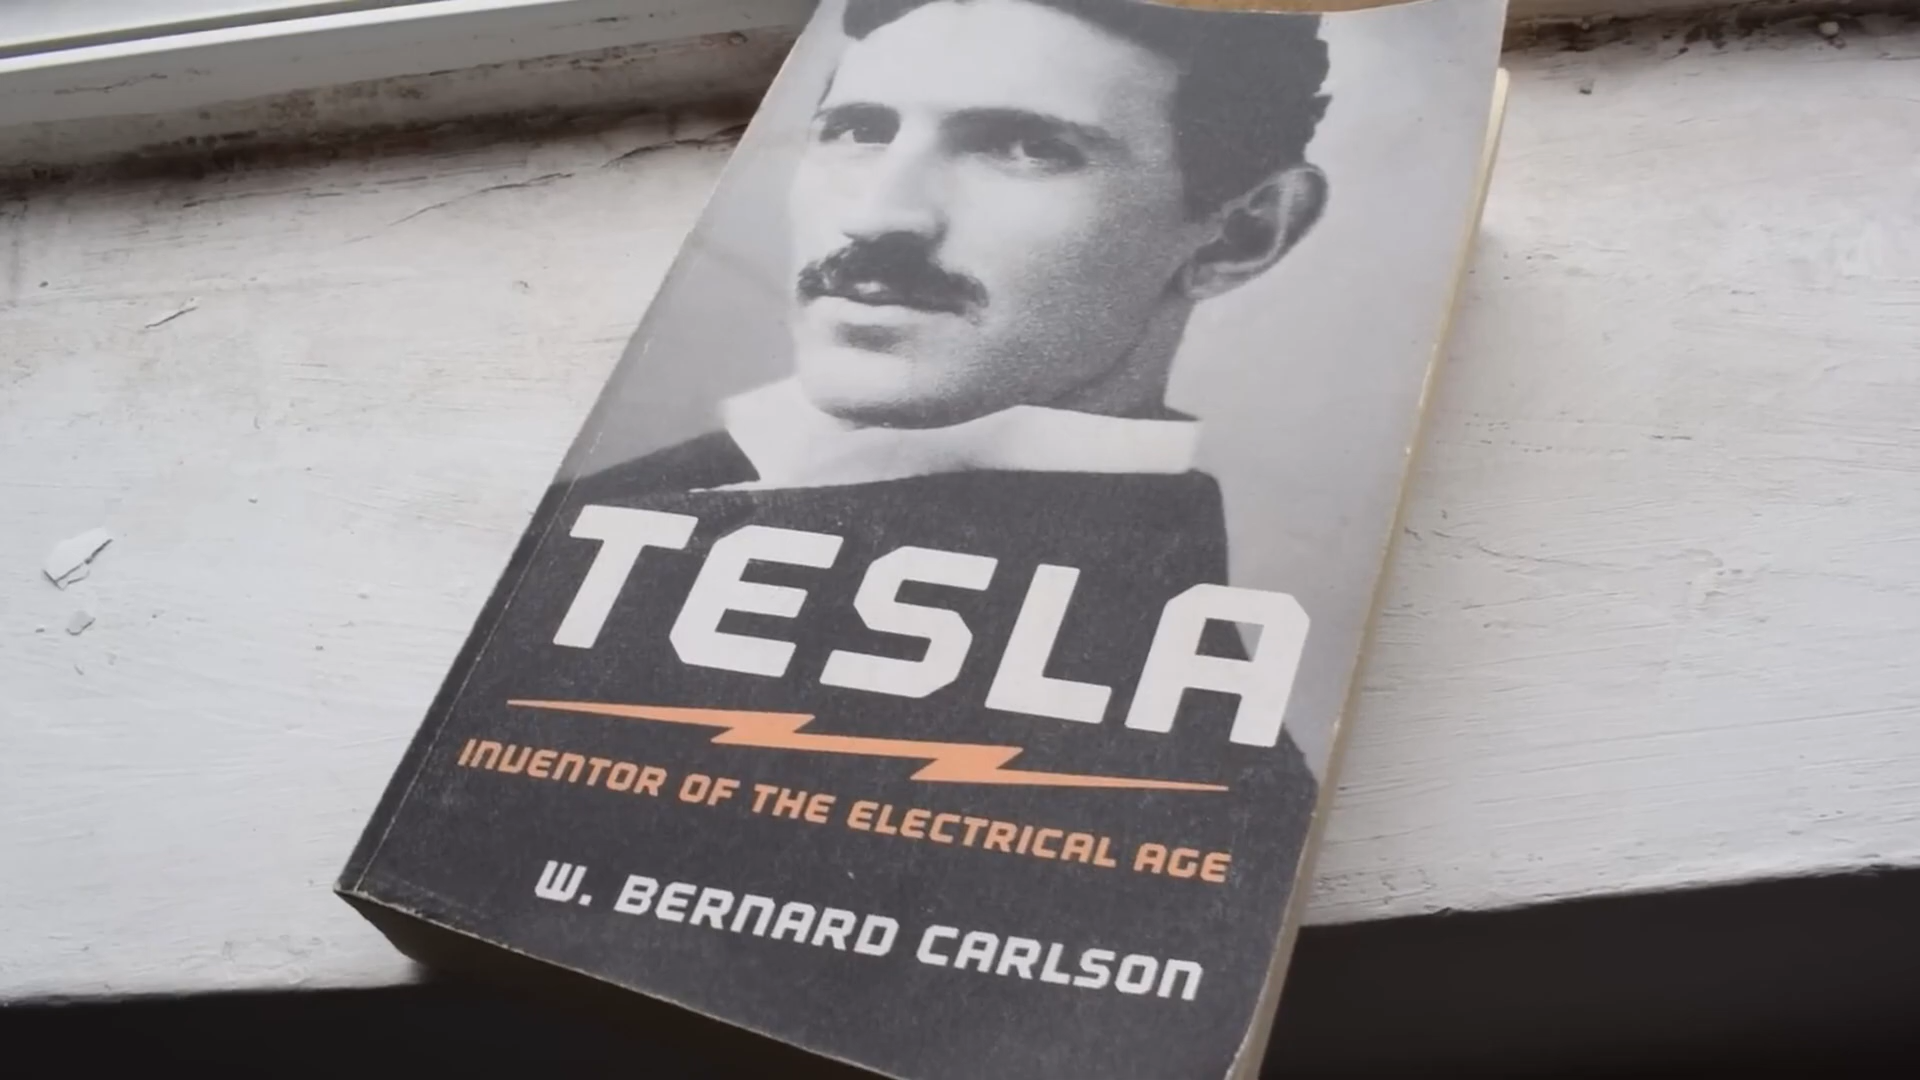 TESLA
INVENTOR OF THE ELECTRICAL AGE
W. BERNARD CARLSON